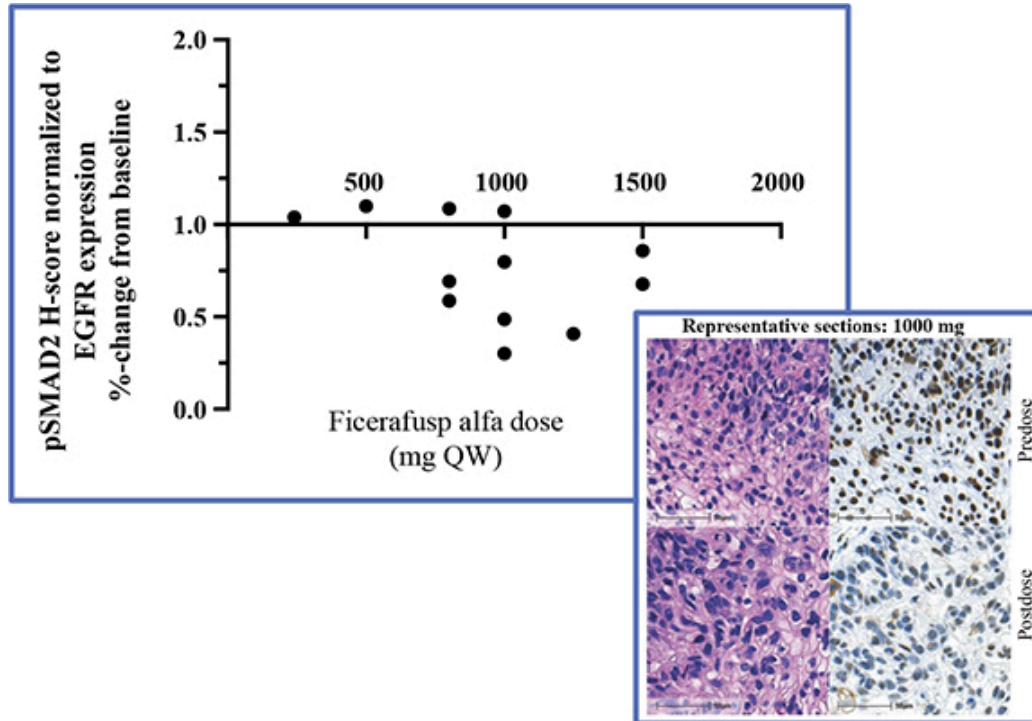 pSMAD2 H-score normalized to
EGFR expression
%-change from baseline
2.0
1.5
1.0
0.5
0.0
500 1000 1500 2000
Ficerafusp alfa dose
(mg QW)
Representative sections: 1000 mg
Predose
Postdose